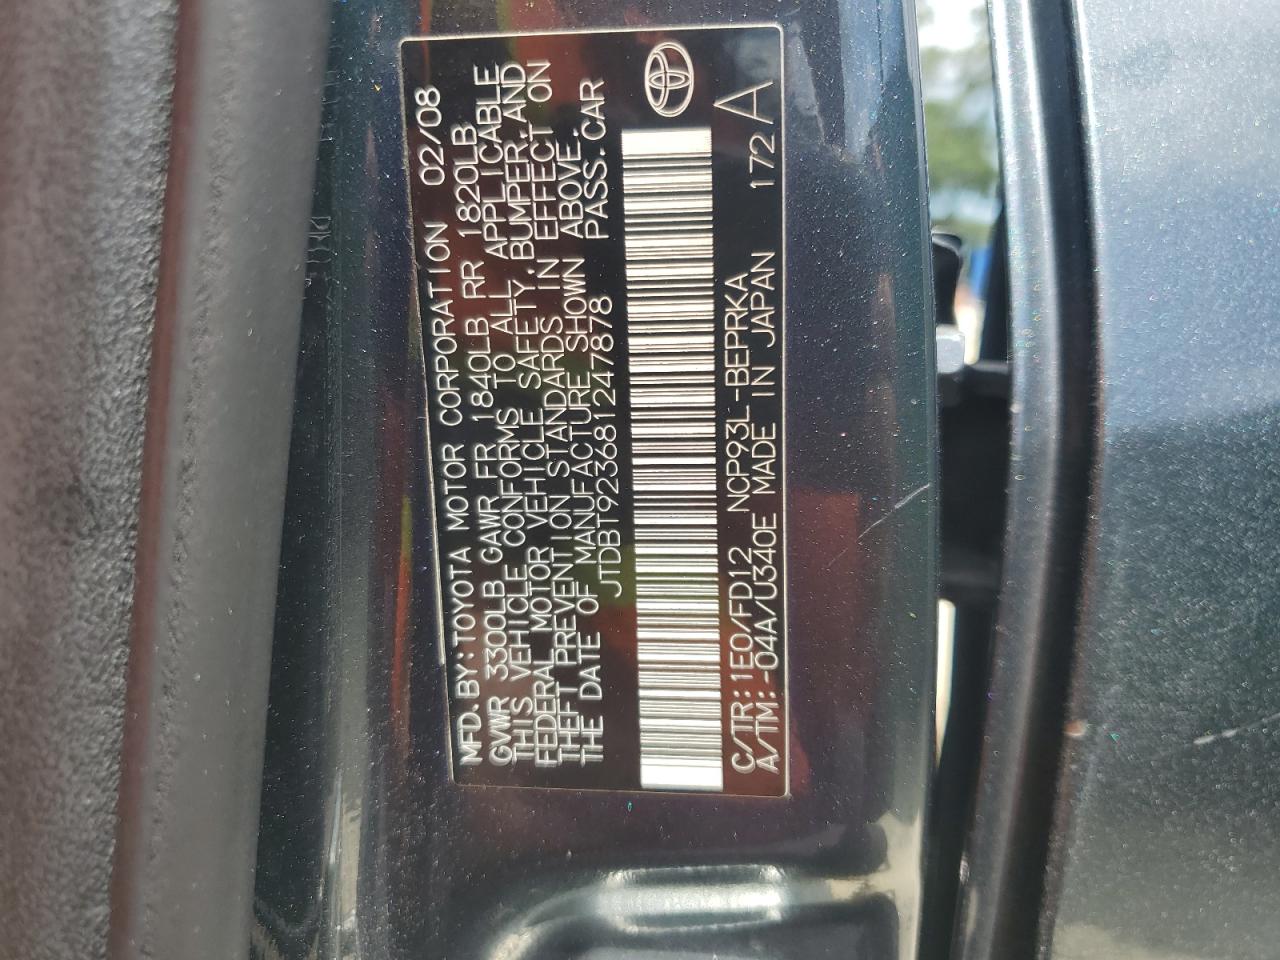 MFD.BY:TOYOTA MOTOR CORPORATION 02/08
GVWR 3300LB GAWR FR 1840LB RR 1820LB
THIS VEHICLE CONFORMS TO ALL APPLICABLE
FEDERAL MOTOR VEHICLE SAFETY,BUMPER,AND
THEFT PREVENTION STANDARDS IN EFFECT ON
THE DATE OF MANUFACTURE SHOWN ABOVE.
JTDBT923681247878 PASS.CAR
C/TR:1E0/FD12 NCP93L-BEPRKA 172 A
A/TM:-04A/U340E MADE IN JAPAN